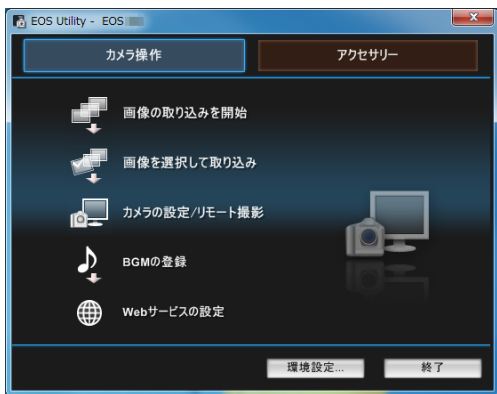 EOS Utility - EOS
カメラ操作
アクセサリー
画像の取り込みを開始
画像を選択して取り込み
カメラの設定/リモート撮影
BGMの登録
Webサービスの設定
環境設定...
終了